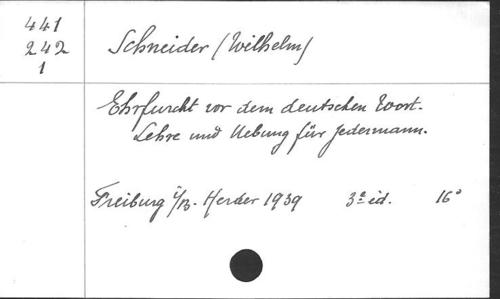 441
242
1
Schneider (Wilhelm)
Ehrfurcht vor dem deutschen Wort.
Lehre und Uebung für Jedermann.
Freiburg i/B. Herder 1939 3e éd. 16°